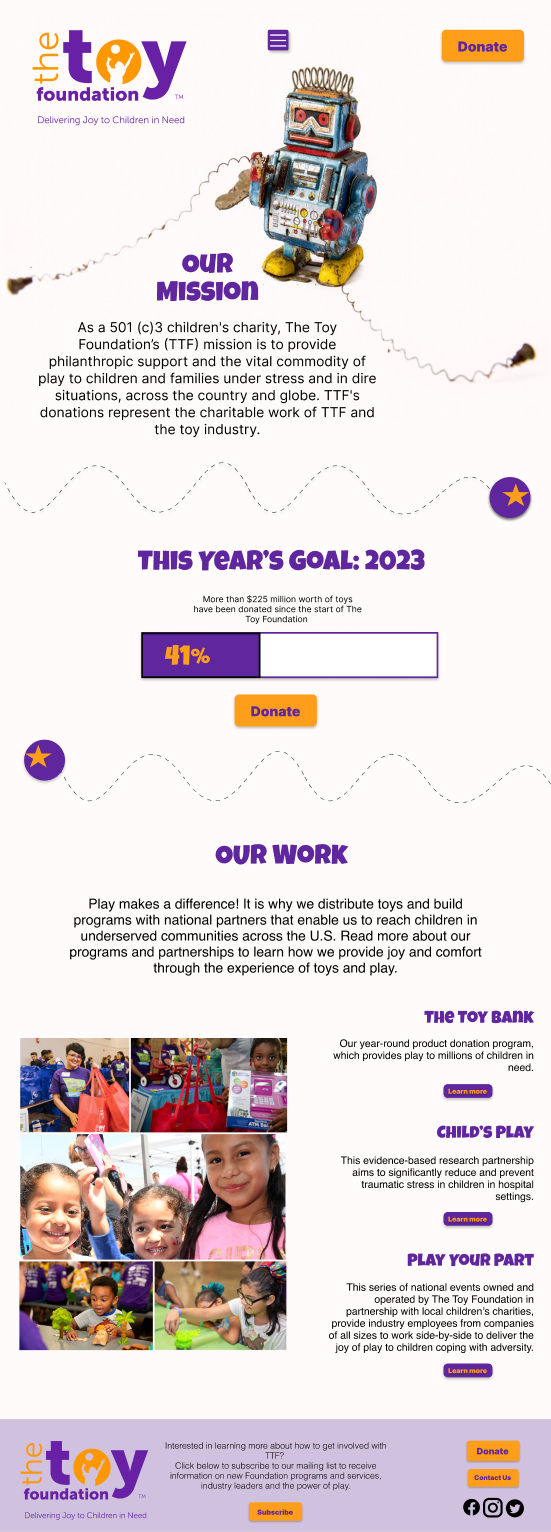 the toy
foundation ™
Delivering Joy to Children in Need
Donate
OUR
MISSION
As a 501 (c)3 children's charity, The Toy
Foundation's (TTF) mission is to provide
philanthropic support and the vital commodity of
play to children and families under stress and in dire
situations, across the country and globe. TTF's
donations represent the charitable work of TTF and
the toy industry.
THIS YEAR'S GOAL: 2023
More than $225 million worth of toys
have been donated since the start of The
Toy Foundation
41%
Donate
OUR WORK
Play makes a difference! It is why we distribute toys and build
programs with national partners that enable us to reach children in
underserved communities across the U.S. Read more about our
programs and partnerships to learn how we provide joy and comfort
through the experience of toys and play.
THE TOY BANK
Our year-round product donation program,
which provides play to millions of children in
need.
Learn more
CHILD'S PLAY
This evidence-based research partnership
aims to significantly reduce and prevent
traumatic stress in children in hospital
settings.
Learn more
PLAY YOUR PART
This series of national events owned and
operated by The Toy Foundation in
partnership with local children's charities,
provide industry employees from companies
of all sizes to work side-by-side to deliver the
joy of play to children coping with adversity.
Learn more
the toy
foundation ™
Delivering Joy to Children in Need
Interested in learning more about how to get involved with
TTF?
Click below to subscribe to our mailing list to receive
information on new Foundation programs and services,
industry leaders and the power of play.
Subscribe
Donate
Contact Us